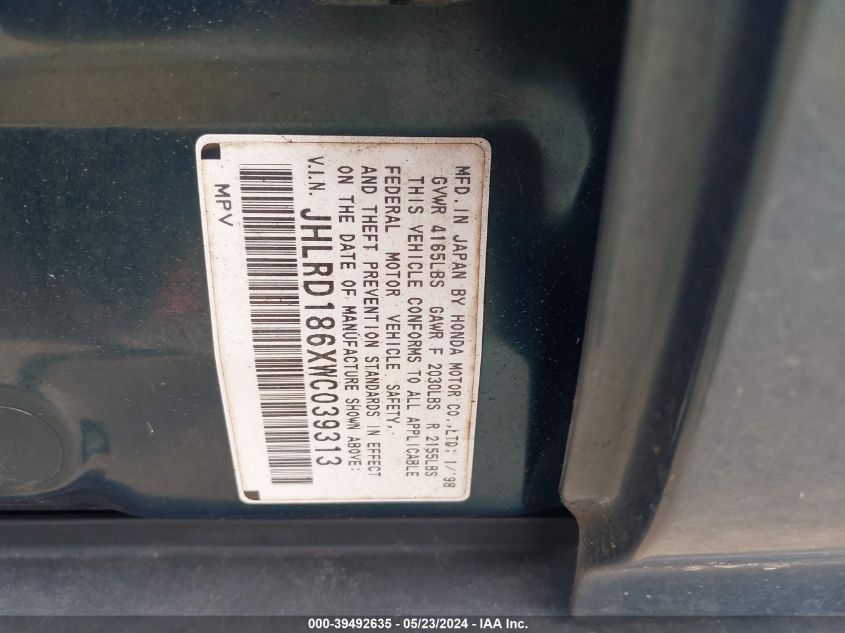 MFD. IN JAPAN BY HONDA MOTOR CO., LTD; 1/'98
GVWR 4165LBS GAWR F 2030LBS R 2155LBS
THIS VEHICLE CONFORMS TO ALL APPLICABLE
FEDERAL MOTOR VEHICLE SAFETY,
AND THEFT PREVENTION STANDARDS IN EFFECT
ON THE DATE OF MANUFACTURE SHOWN ABOVE:
V.I.N. JHLRD186XWC039313
MPV
000-39492635 - 05/23/2024 - IAA Inc.